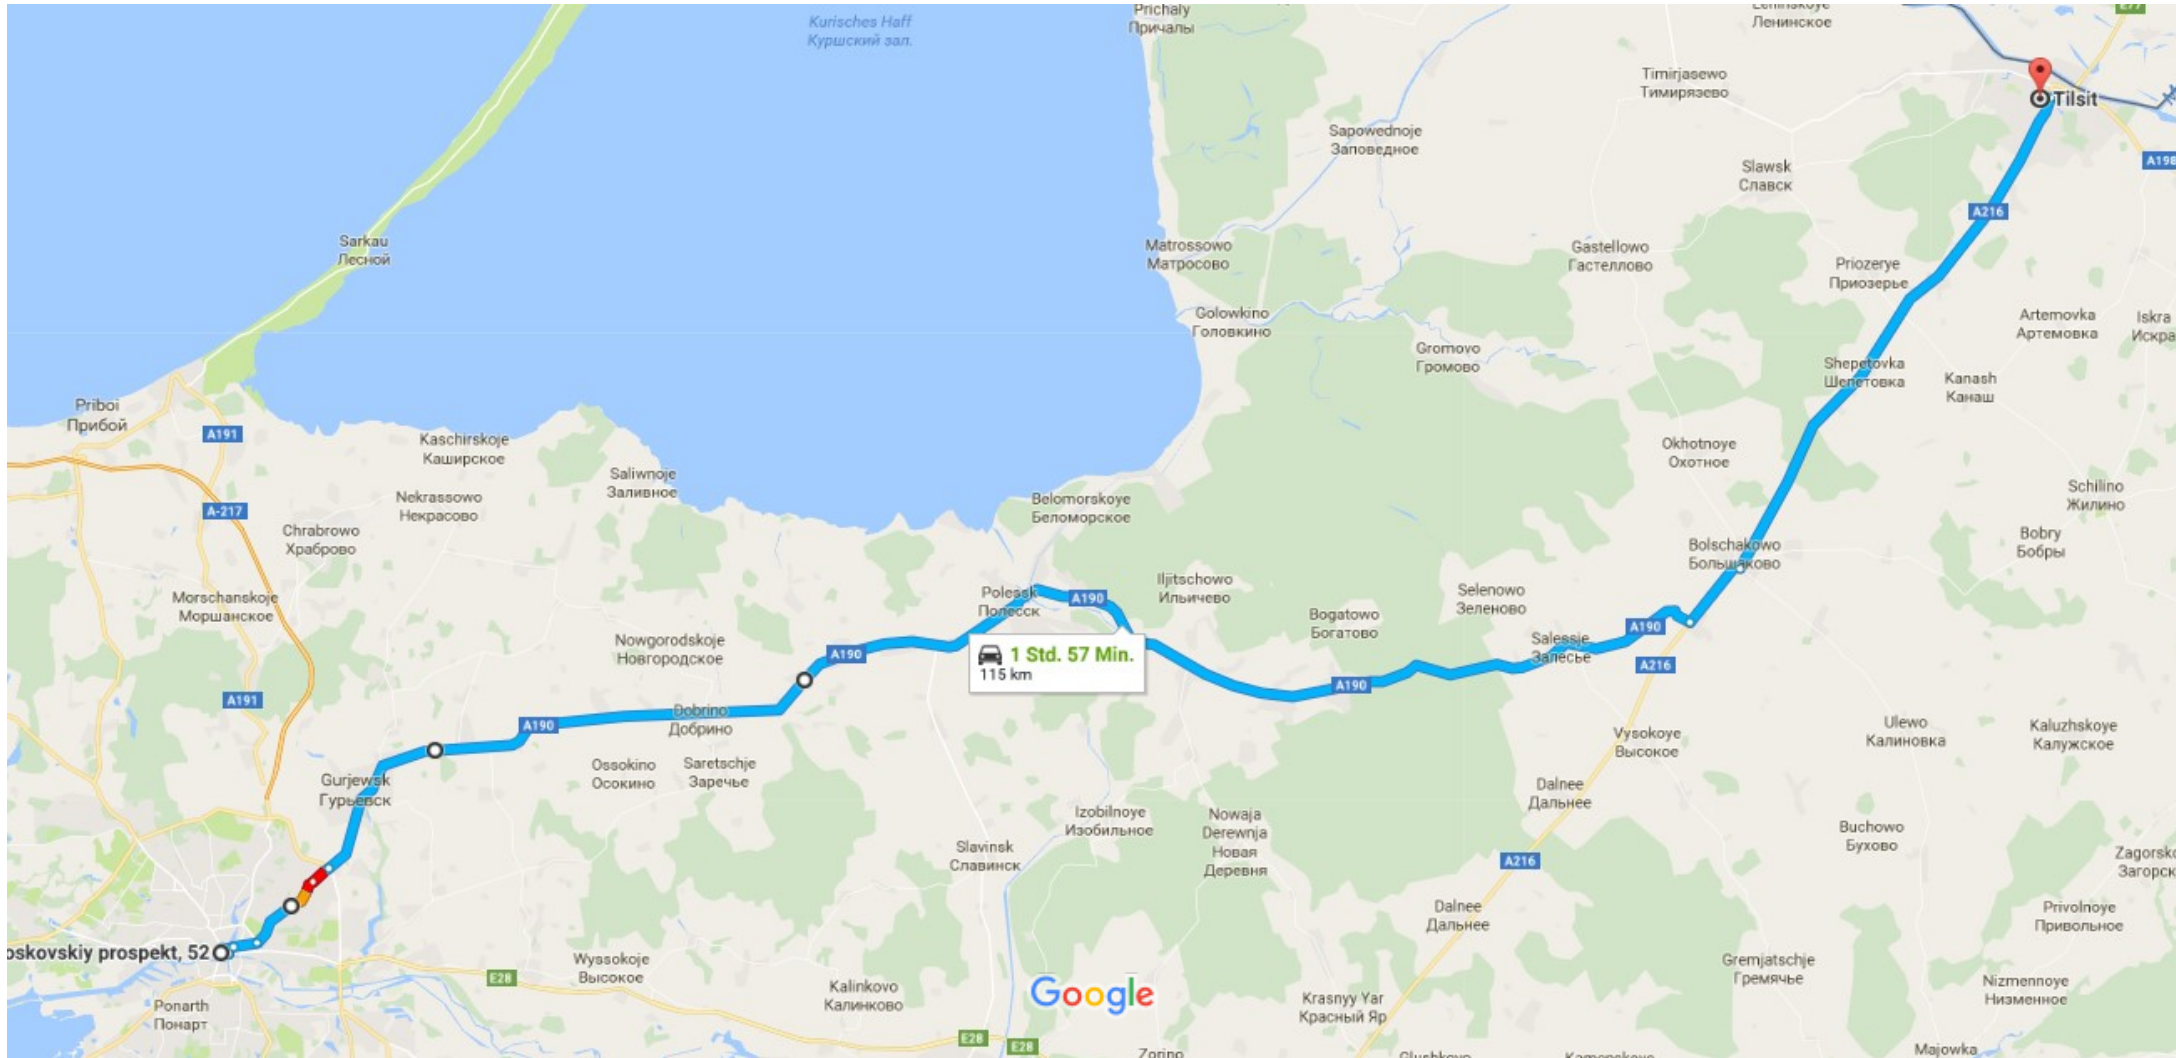 Kurisches Haff
Куршский зал.
Prichaly
Причалы
Ленинское
E77
Timirjasewo
Тимирязево
Tilsit
Sapowednoje
Заповедное
A198
Slawsk
Славск
A216
Sarkau
Лесной
Matrossowo
Матросово
Gastellowo
Гастеллово
Priozerye
Приозерье
Golowkino
Головкино
Artemovka
Артемовка
Iskra
Искра
Gromovo
Громово
Shepetovka
Шепетовка
Kanash
Канаш
Priboi
Прибой
A191
Kaschirskoje
Каширское
Okhotnoye
Охотное
Saliwnoje
Заливное
Nekrassowo
Некрасово
Belomorskoye
Беломорское
Schilino
Жилино
A-217
Chrabrowo
Храброво
Bobry
Бобры
Bolschakowo
Большаково
Morschanskoje
Моршанское
Polessk
Полесск
A190
Iljitschowo
Ильичево
Selenowo
Зеленово
Bogatowo
Богатово
Nowgorodskoje
Новгородское
A190
Salessje
Залесье
A190
A216
1 Std. 57 Min.
115 km
A190
A191
Dobrino
Добрино
A190
Vysokoye
Высокое
Ulewo
Калиновка
Kaluzhskoye
Калужское
Gurjewsk
Гурьевск
Ossokino
Осокино
Saretschje
Заречье
Dalnee
Дальнее
Izobilnoye
Изобильное
Nowaja
Derewnja
Новая
Деревня
Buchowo
Бухово
Slavinsk
Славинск
A216
Zagorsko
Загорск
Dalnee
Дальнее
Privolnoye
Привольное
oskovskiy prospekt, 52
Wyssokoje
Высокое
E28
Gremjatschje
Гремячье
Kalinkovo
Калинково
Google
Krasnyy Yar
Красный Яр
Nizmennoye
Низменное
Ponarth
Понарт
E28
E28
Zorino
Majowka